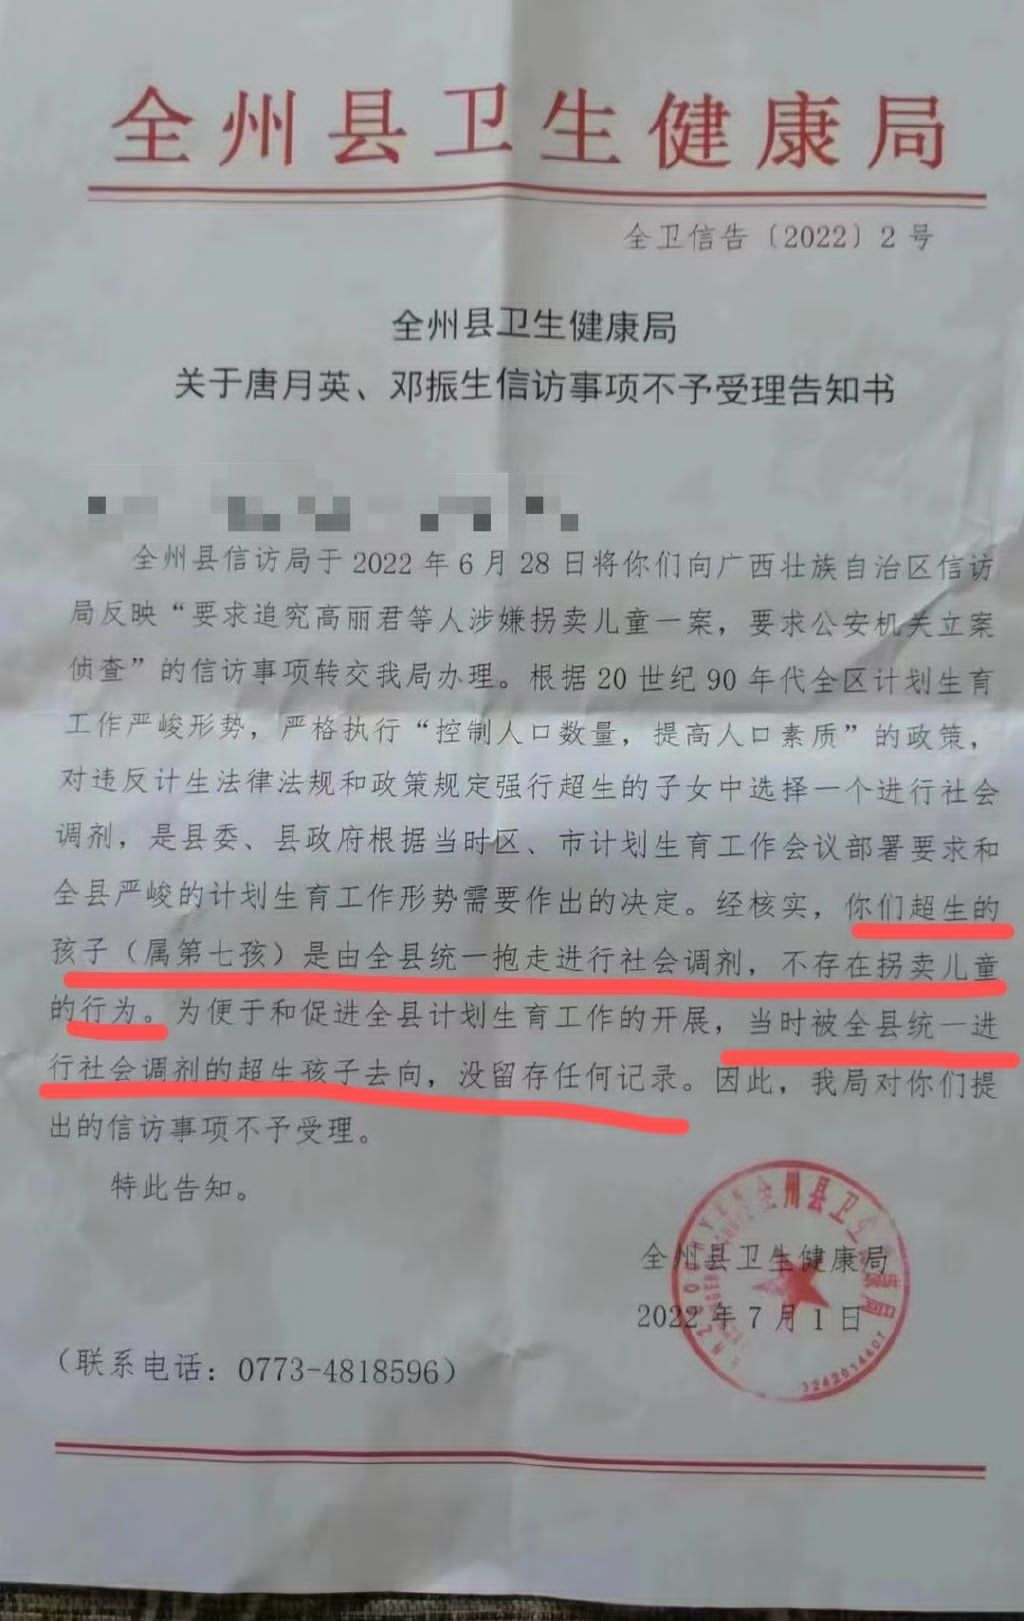 全州县卫生健康局
全卫信告〔2022〕2号
全州县卫生健康局
关于唐月英、邓振生信访事项不予受理告知书
全州县信访局于2022年6月28日将你们向广西壮族自治区信访
局反映“要求追究高丽君等人涉嫌拐卖儿童一案，要求公安机关立案
侦查”的信访事项转交我局办理。根据20世纪90年代全区计划生育
工作严峻形势，严格执行“控制人口数量，提高人口素质”的政策，
对违反计生法律法规和政策规定强行超生的子女中选择一个进行社会
调剂，是县委、县政府根据当时区、市计划生育工作会议部署要求和
全县严峻的计划生育工作形势需要作出的决定。经核实，你们超生的
孩子（属第七孩）是由全县统一抱走进行社会调剂，不存在拐卖儿童
的行为。为便于和促进全县计划生育工作的开展，当时被全县统一进
行社会调剂的超生孩子去向，没留存任何记录。因此，我局对你们提
出的信访事项不予受理。
特此告知。
全州县卫生健康局
2022年7月1日
（联系电话：0773-4818596）